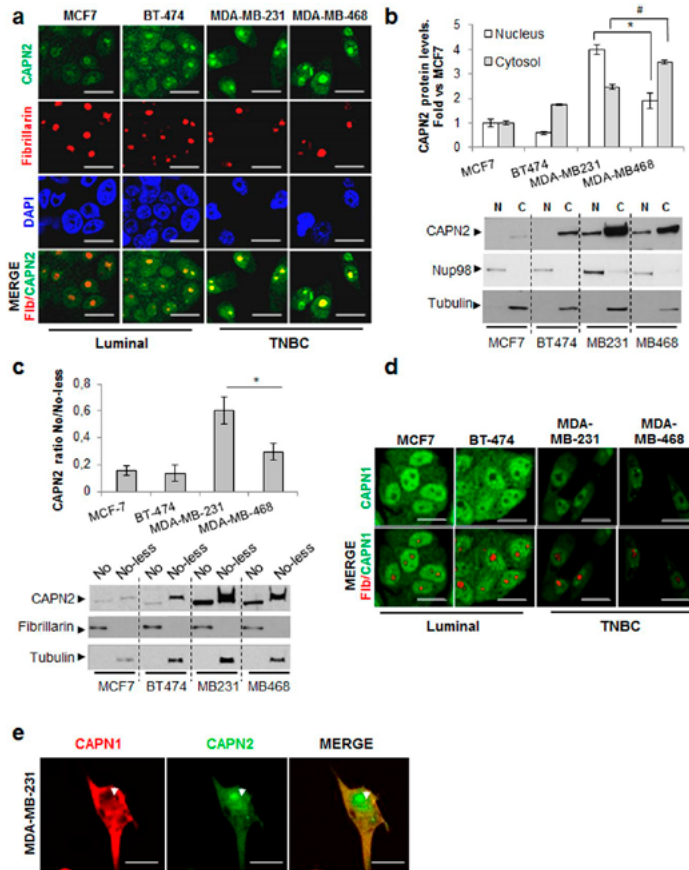 a
MCF7 BT-474 MDA-MB-231 MDA-MB-468
CAPN2
Fibrillarin
DAPI
MERGE
Fib/CAPN2
Luminal TNBC
b
CAPN2 protein levels.
Fold vs MCF7
5
4
3
2
1
0
Nucleus
Cytosol
*
#
MCF7 BT474 MDA-MB231 MDA-MB468
N C N C N C N C
CAPN2
Nup98
Tubulin
MCF7 BT474 MB231 MB468
c
CAPN2 ratio No/No-less
0,8
0,6
0,4
0,2
0
*
MCF-7 BT-474 MDA-MB-231 MDA-MB-468
No No-less No No-less No No-less No No-less
CAPN2
Fibrillarin
Tubulin
MCF7 BT474 MB231 MB468
d
MCF7 BT-474 MDA-MB-231 MDA-MB-468
CAPN1
MERGE
Fib/CAPN1
Luminal TNBC
e
CAPN1 CAPN2 MERGE
MDA-MB-231